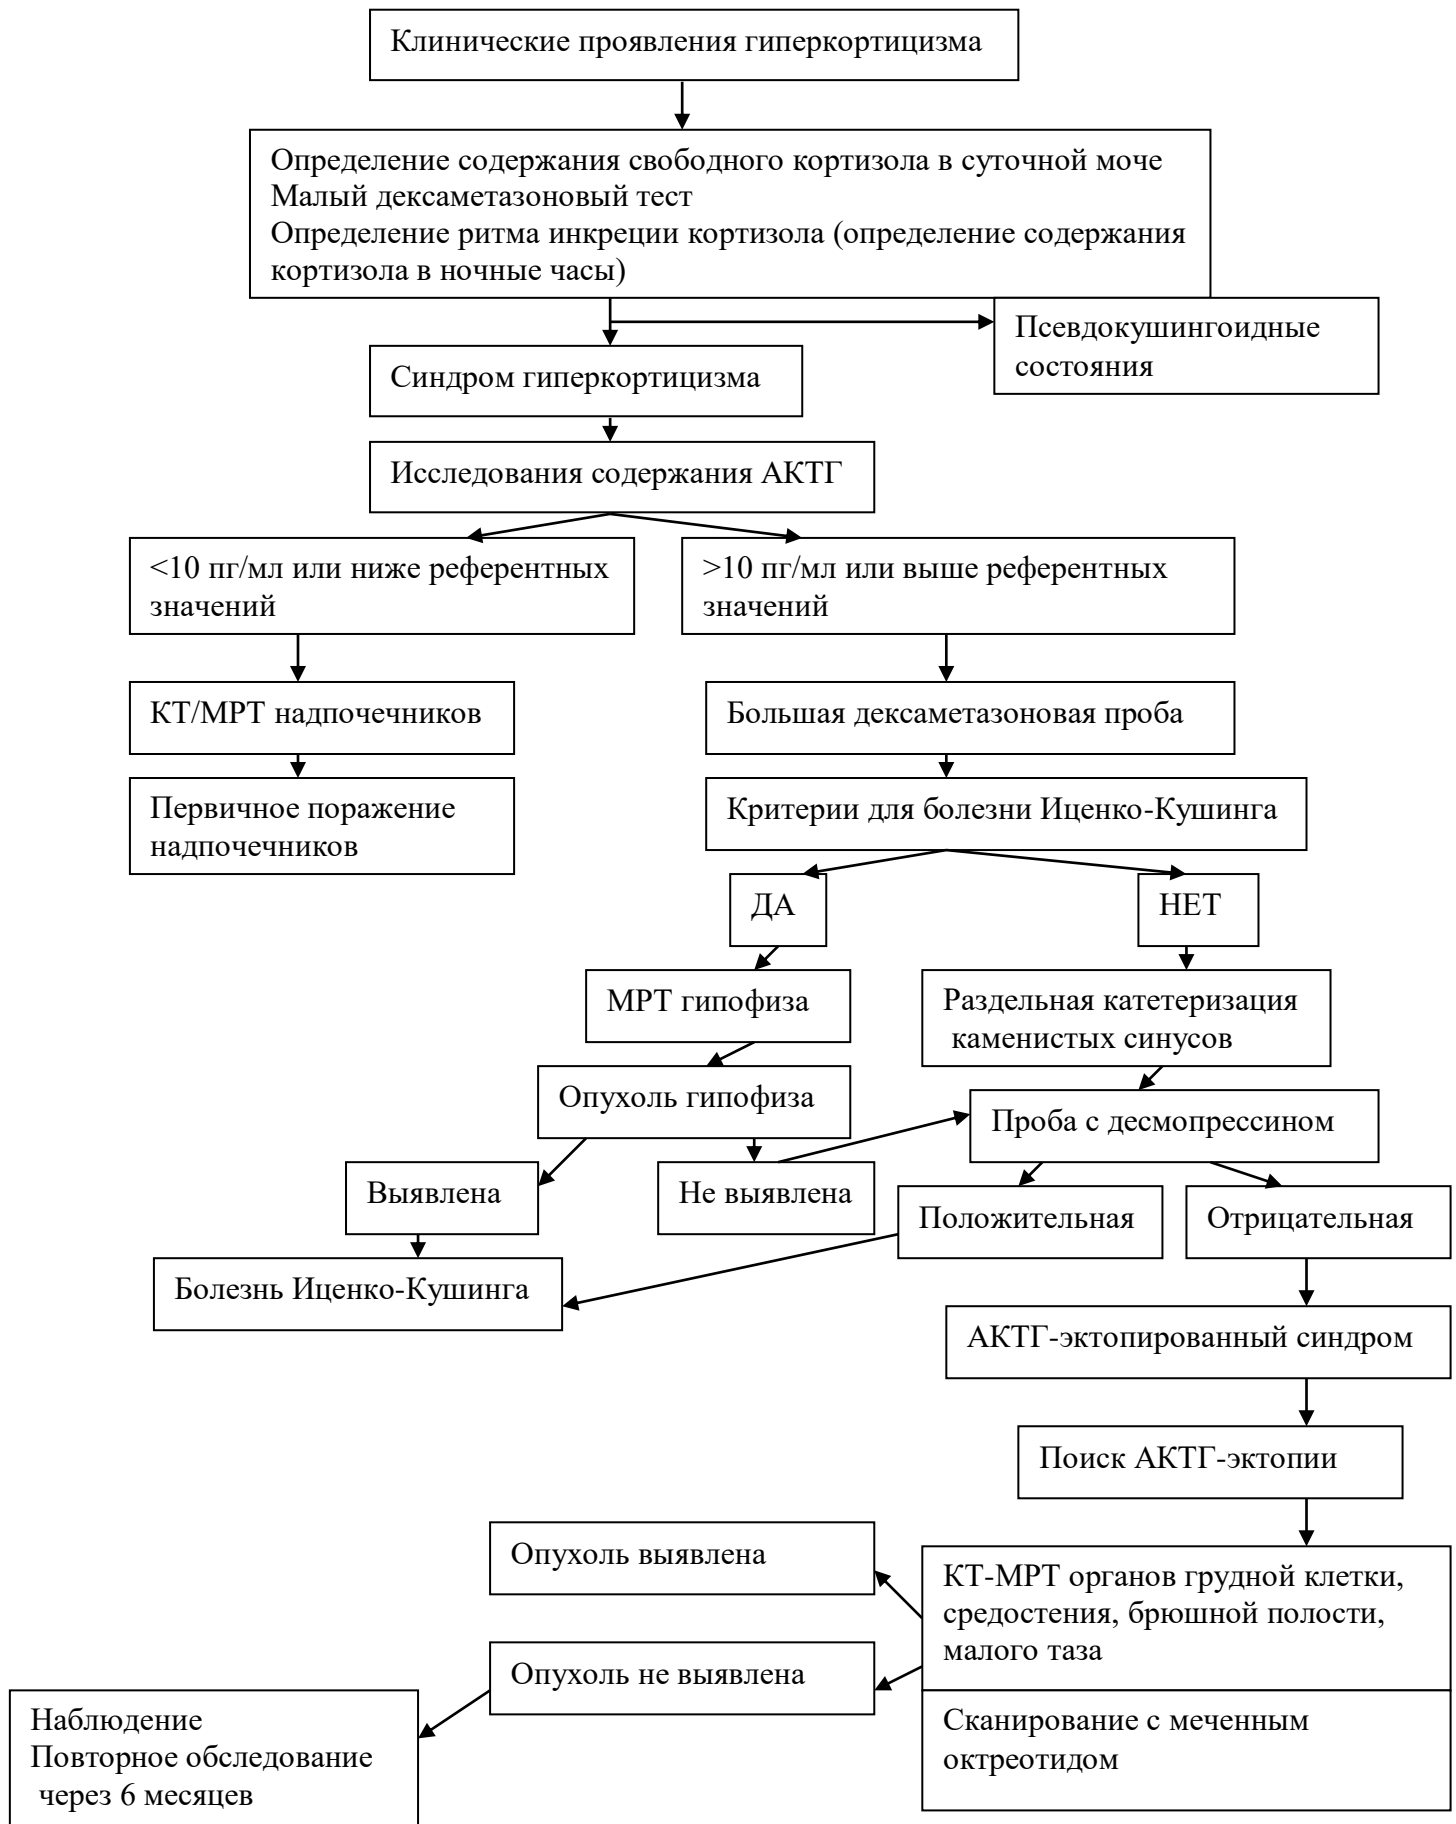 Клинические проявления гиперкортицизма
Определение содержания свободного кортизола в суточной моче
Малый дексаметазоновый тест
Определение ритма инкреции кортизола (определение содержания
кортизола в ночные часы)
Псевдокушингоидные
состояния
Синдром гиперкортицизма
Исследования содержания АКТГ
<10 пг/мл или ниже референтных
значений
>10 пг/мл или выше референтных
значений
КТ/МРТ надпочечников
Большая дексаметазоновая проба
Первичное поражение
надпочечников
Критерии для болезни Иценко-Кушинга
ДА
НЕТ
МРТ гипофиза
Раздельная катетеризация
каменистых синусов
Опухоль гипофиза
Проба с десмопрессином
Выявлена
Не выявлена
Положительная
Отрицательная
Болезнь Иценко-Кушинга
АКТГ-эктопированный синдром
Поиск АКТГ-эктопии
Опухоль выявлена
КТ-МРТ органов грудной клетки,
средостения, брюшной полости,
малого таза
Опухоль не выявлена
Сканирование с меченным
октреотидом
Наблюдение
Повторное обследование
через 6 месяцев